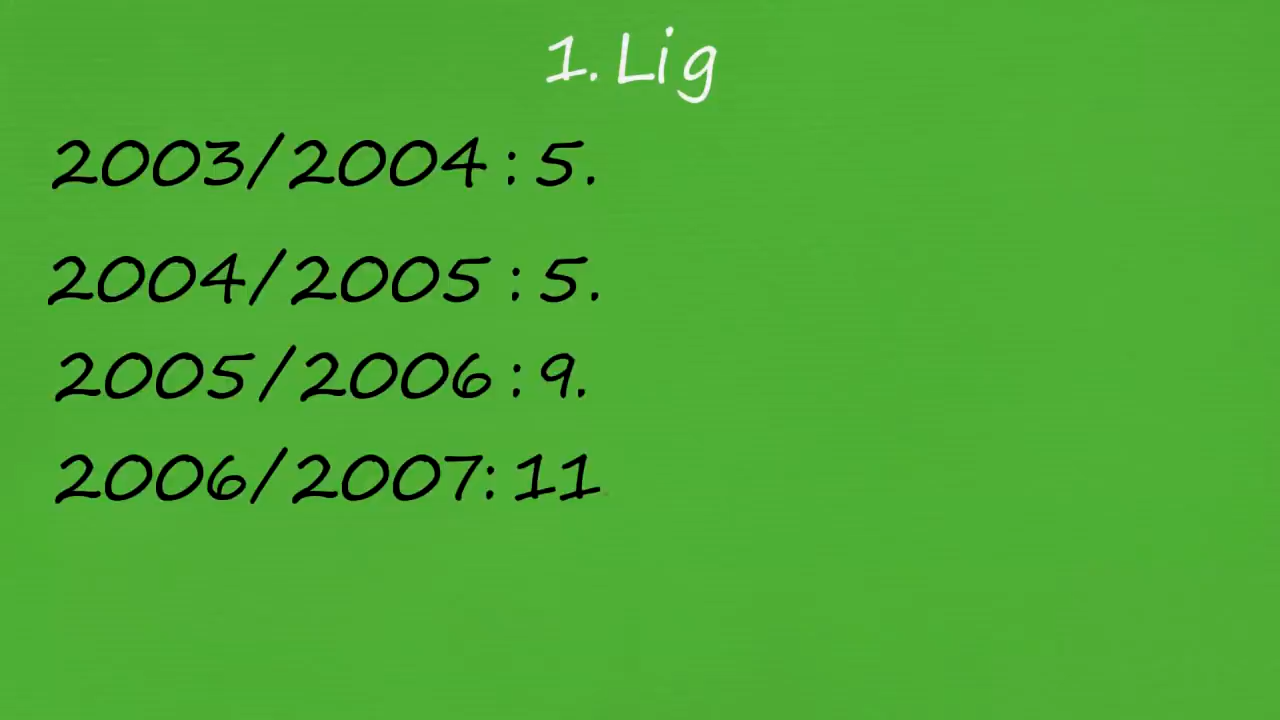 1. Lig
2003/2004 : 5.
2004/2005 : 5.
2005/2006 : 9.
2006/2007: 11